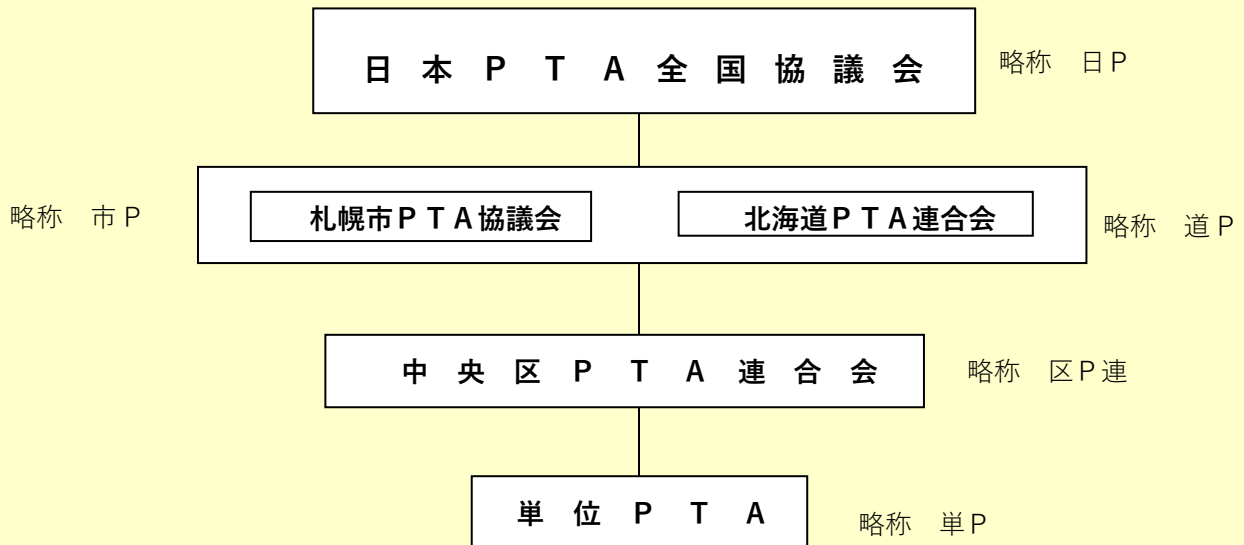 日本ＰＴＡ全国協議会
略称　日Ｐ
略称　市Ｐ
札幌市ＰＴＡ協議会
北海道ＰＴＡ連合会
略称　道Ｐ
中央区ＰＴＡ連合会
略称　区Ｐ連
単位ＰＴＡ
略称　単Ｐ